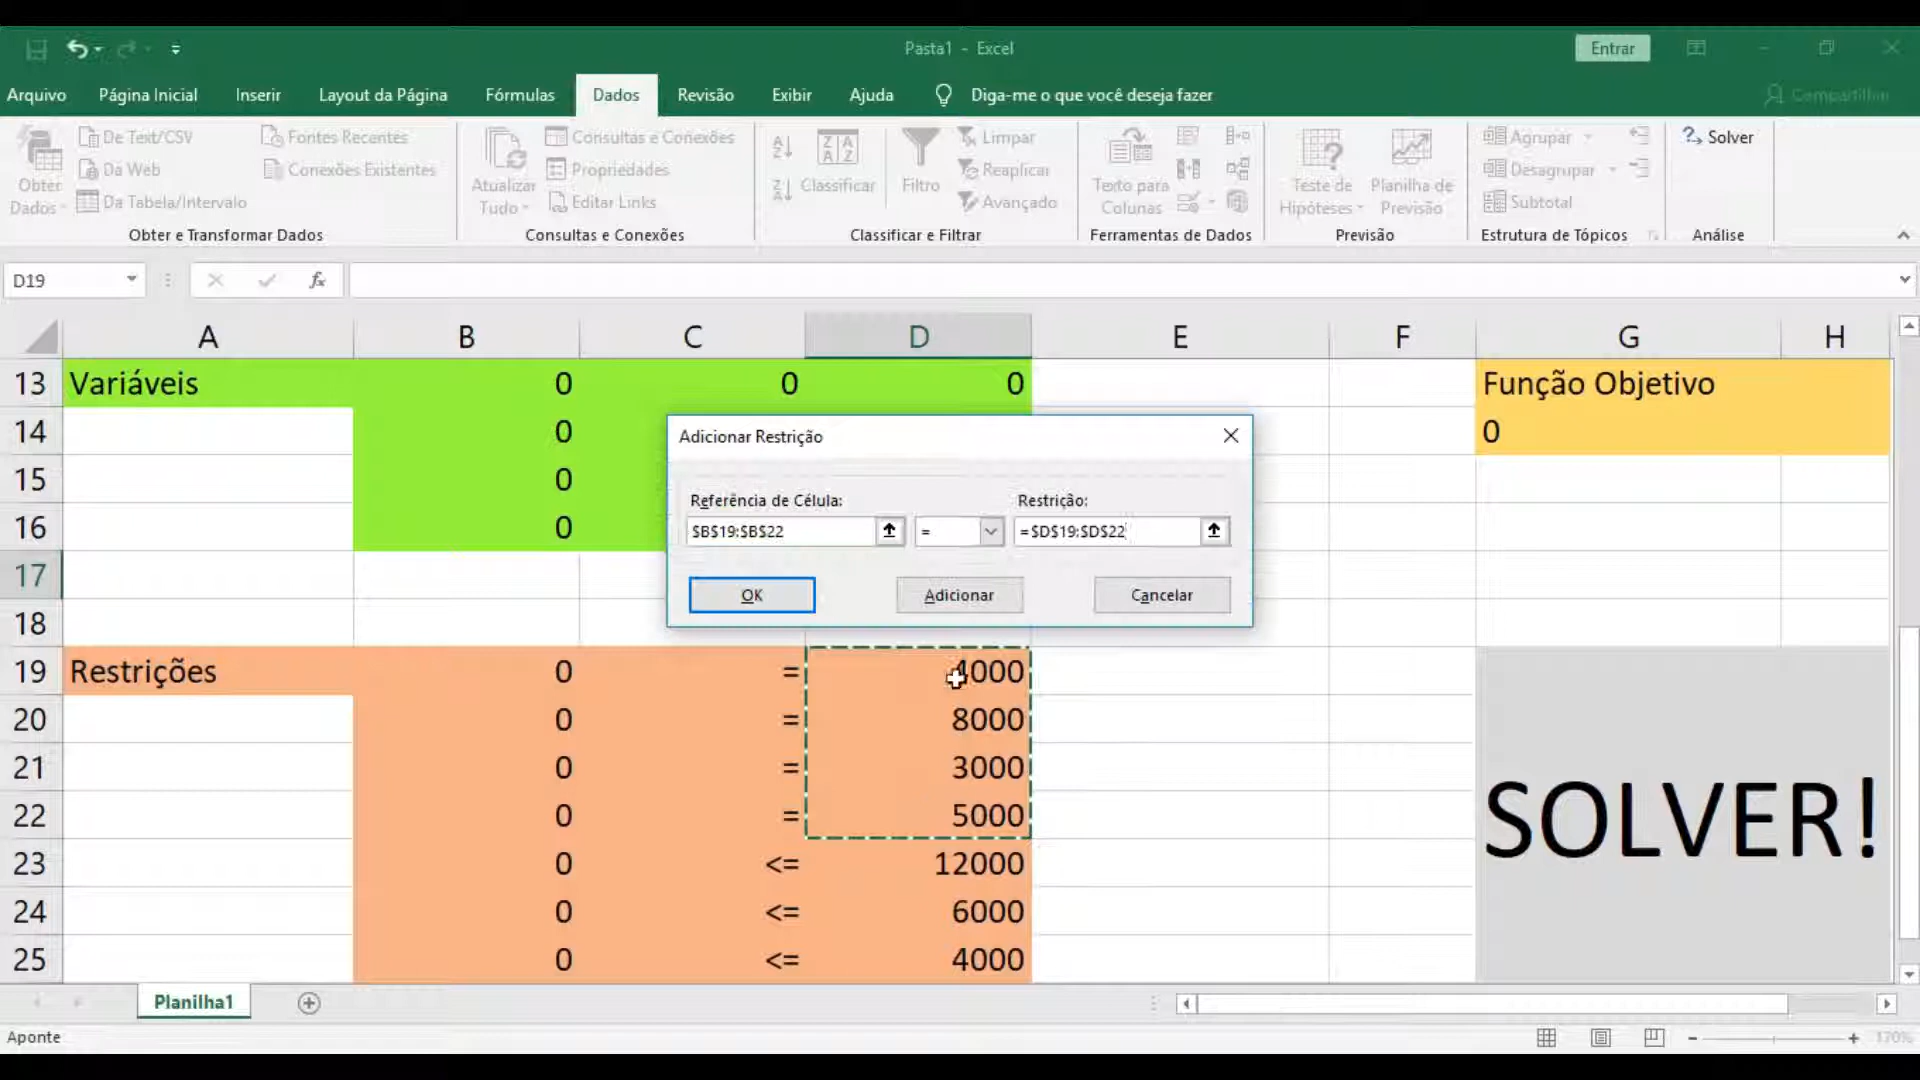 Pasta1 - Excel
Entrar
Arquivo Página Inicial Inserir Layout da Página Fórmulas Dados Revisão Exibir Ajuda Diga-me o que você deseja fazer Compartilhar
Obter Dados
De Text/CSV
Da Web
Da Tabela/Intervalo
Fontes Recentes
Conexões Existentes
Obter e Transformar Dados
Atualizar Tudo
Consultas e Conexões
Propriedades
Editar Links
Consultas e Conexões
Classificar
Filtro
Limpar
Reaplicar
Avançado
Classificar e Filtrar
Texto para Colunas
Ferramentas de Dados
Teste de Hipóteses
Planilha de Previsão
Previsão
Agrupar
Desagrupar
Subtotal
Estrutura de Tópicos
Solver
Análise
D19
fx
A B C D E F G H
13 Variáveis 0 0 0 Função Objetivo
14 0 0
15 0
16 0
17
18
Adicionar Restrição
Referência de Célula: Restrição:
$B$19:$B$22 = =$D$19:$D$22
OK Adicionar Cancelar
19 Restrições 0 = 4000
20 0 = 8000
21 0 = 3000
22 0 = 5000
23 0 <= 12000
24 0 <= 6000
25 0 <= 4000
SOLVER!
Planilha1
Aponte
170%